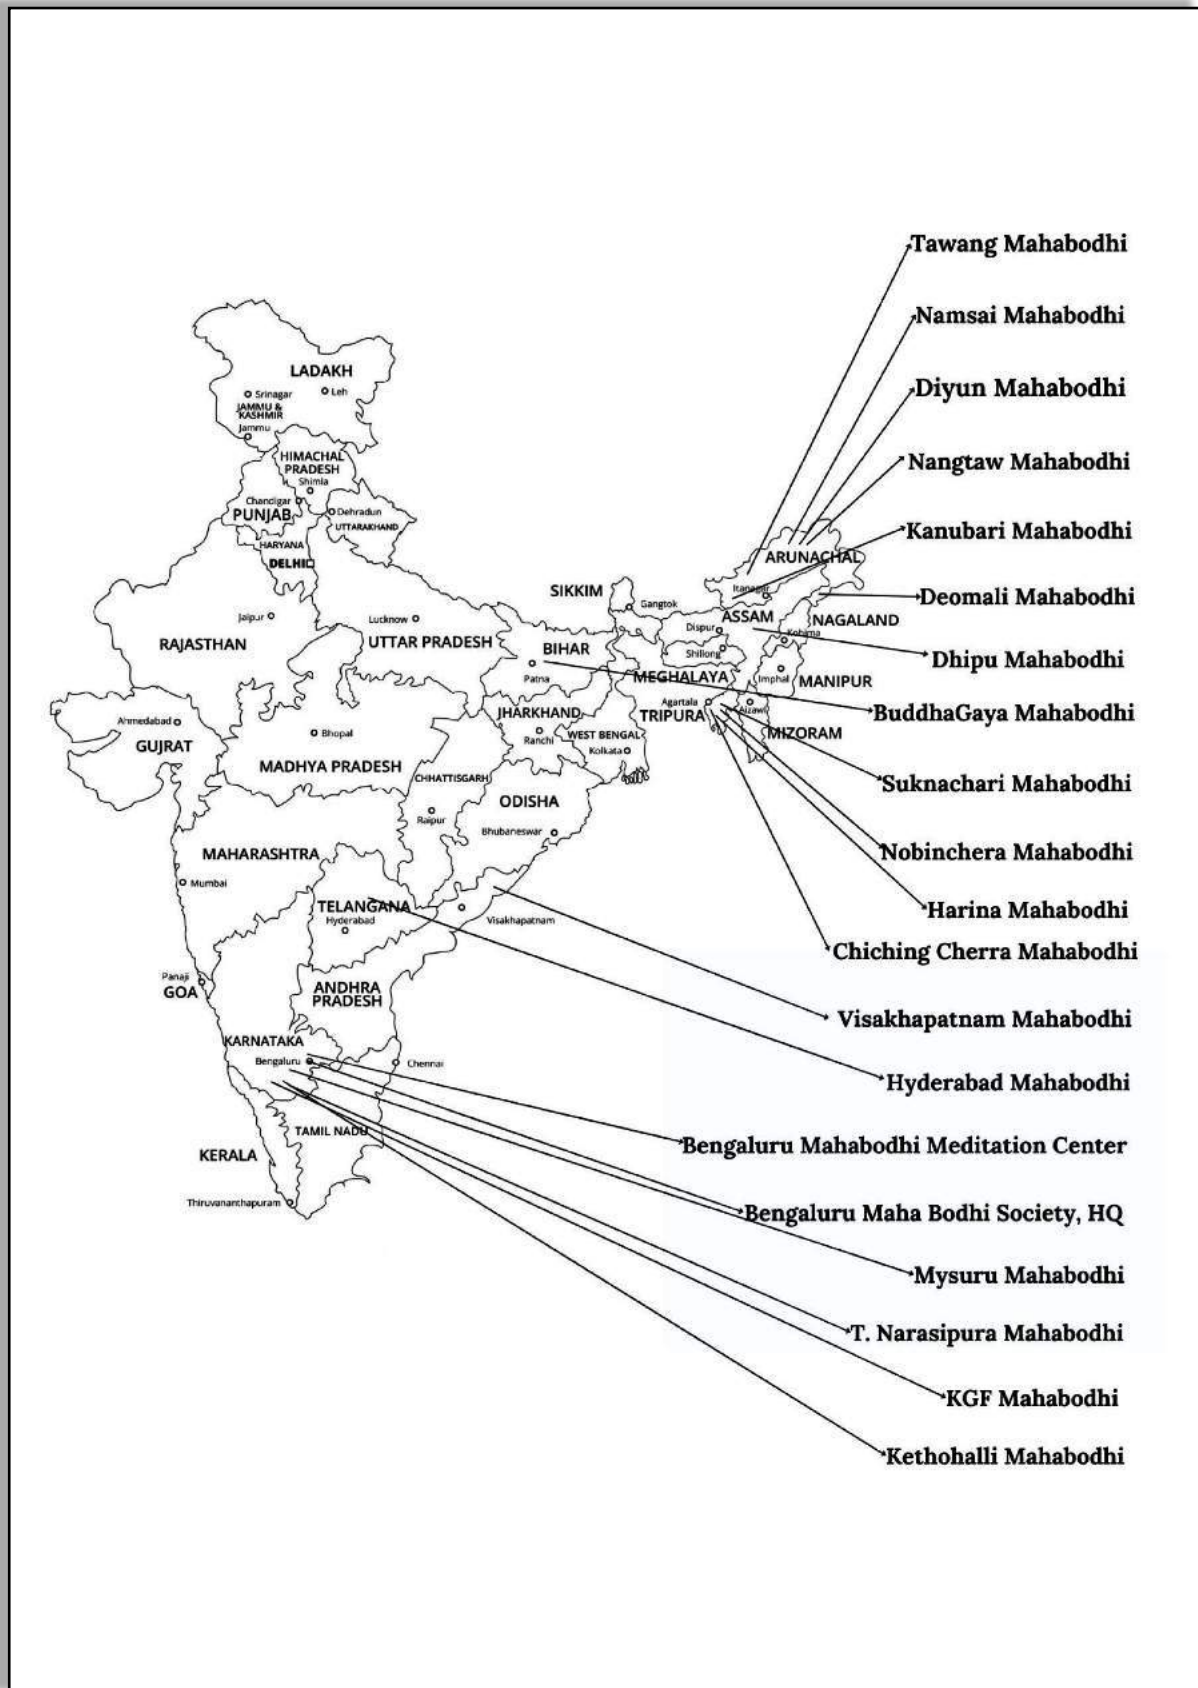 Tawang Mahabodhi
Namsai Mahabodhi
Diyun Mahabodhi
Nangtaw Mahabodhi
Kanubari Mahabodhi
Deomali Mahabodhi
Dhipu Mahabodhi
BuddhaGaya Mahabodhi
Suknachari Mahabodhi
Nobinchera Mahabodhi
Harina Mahabodhi
Chiching Cherra Mahabodhi
Visakhapatnam Mahabodhi
Hyderabad Mahabodhi
Bengaluru Mahabodhi Meditation Center
Bengaluru Maha Bodhi Society, HQ
Mysuru Mahabodhi
T. Narasipura Mahabodhi
KGF Mahabodhi
Kethohalli Mahabodhi
LADAKH
Srinagar
Leh
JAMMU &
KASHMIR
Jammu
HIMACHAL
PRADESH
Shimla
Chandigar
PUNJAB
Dehradun
UTTARAKHAND
HARYANA
DELHI
Jaipur
RAJASTHAN
Lucknow
UTTAR PRADESH
SIKKIM
Gangtok
BIHAR
Patna
ARUNACHAL
Itanagar
ASSAM
Dispur
NAGALAND
Kohima
Shillong
MEGHALAYA
Imphal
MANIPUR
Agartala
TRIPURA
Aizawl
MIZORAM
Ahmedabad
GUJRAT
Bhopal
MADHYA PRADESH
JHARKHAND
Ranchi
WEST BENGAL
Kolkata
CHHATTISGARH
Raipur
ODISHA
Bhubaneswar
MAHARASHTRA
Mumbai
TELANGANA
Hyderabad
Visakhapatnam
Panaji
GOA
ANDHRA
PRADESH
KARNATAKA
Bengaluru
Chennai
TAMIL NADU
KERALA
Thiruvananthapuram